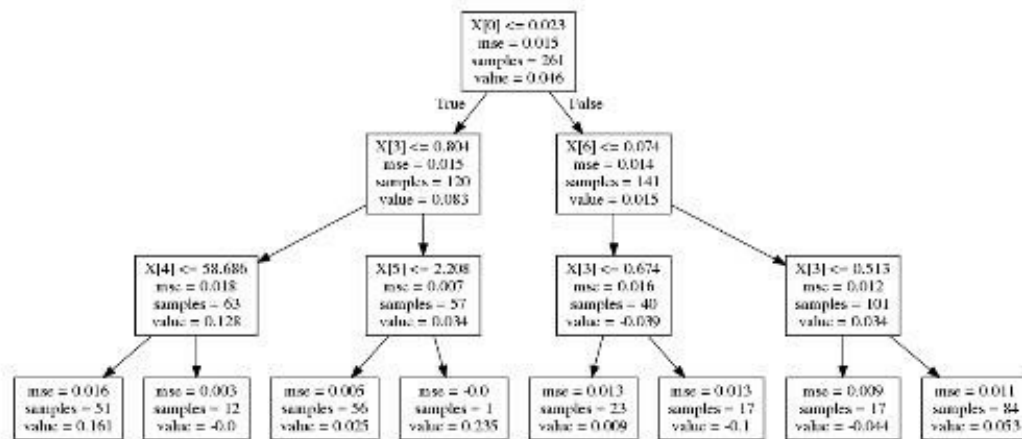 X[0] <= 0.023
mse = 0.015
samples = 261
value = 0.046
True
False
X[3] <= 0.804
mse = 0.015
samples = 120
value = 0.083
X[6] <= 0.074
mse = 0.014
samples = 141
value = 0.015
X[4] <= 58.686
mse = 0.018
samples = 63
value = 0.128
X[5] <= 2.208
mse = 0.007
samples = 57
value = 0.034
X[3] <= 0.674
mse = 0.016
samples = 40
value = -0.039
X[3] <= 0.513
mse = 0.012
samples = 101
value = 0.034
mse = 0.016
samples = 51
value = 0.161
mse = 0.003
samples = 12
value = -0.0
mse = 0.005
samples = 56
value = 0.025
mse = -0.0
samples = 1
value = 0.235
mse = 0.013
samples = 23
value = 0.009
mse = 0.013
samples = 17
value = -0.1
mse = 0.009
samples = 17
value = -0.044
mse = 0.011
samples = 84
value = 0.053